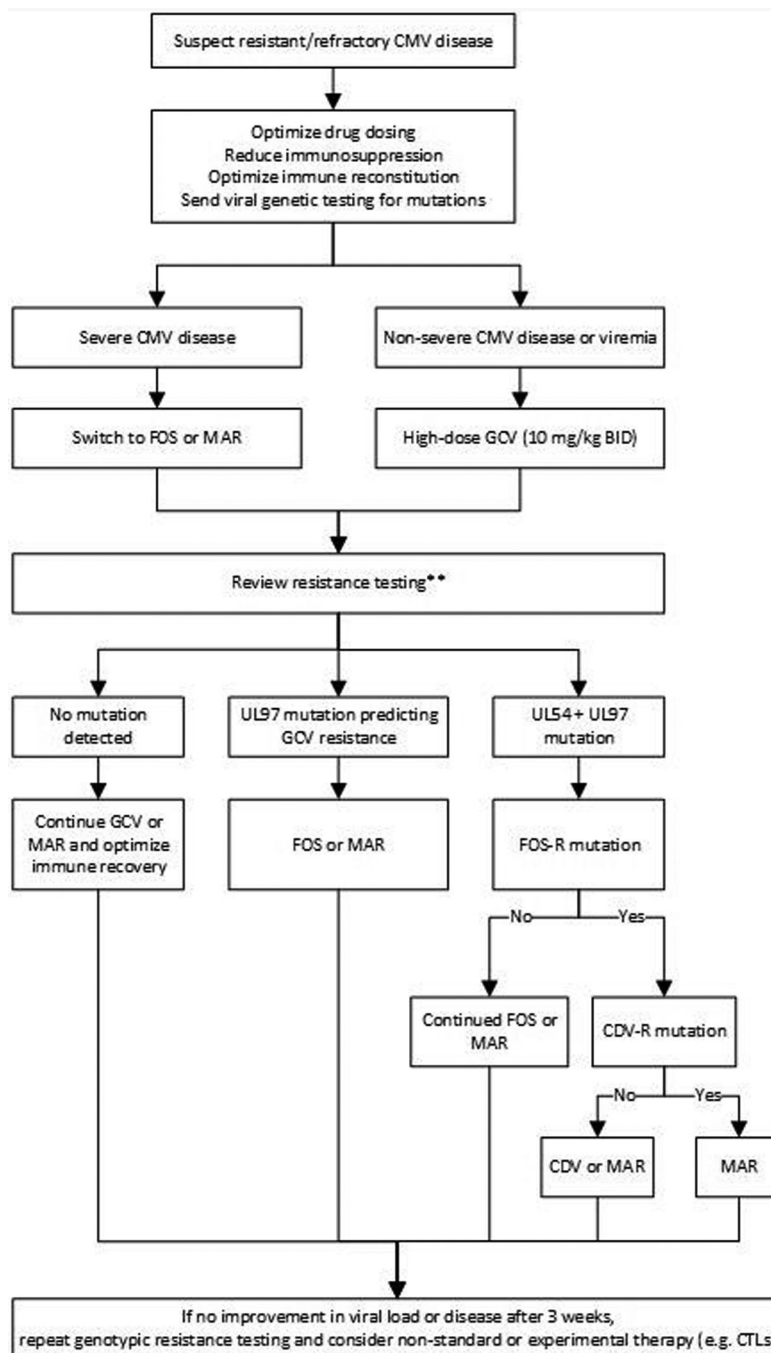 Suspect resistant/refractory CMV disease
Optimize drug dosing
Reduce immunosuppression
Optimize immune reconstitution
Send viral genetic testing for mutations
Severe CMV disease
Non-severe CMV disease or viremia
Switch to FOS or MAR
High-dose GCV (10 mg/kg BID)
Review resistance testing**
No mutation
detected
UL97 mutation predicting
GCV resistance
UL54+ UL97
mutation
Continue GCV or
MAR and optimize
immune recovery
FOS or MAR
FOS-R mutation
No
Yes
Continued FOS or
MAR
CDV-R mutation
No
Yes
CDV or MAR
MAR
If no improvement in viral load or disease after 3 weeks,
repeat genotypic resistance testing and consider non-standard or experimental therapy (e.g. CTLs